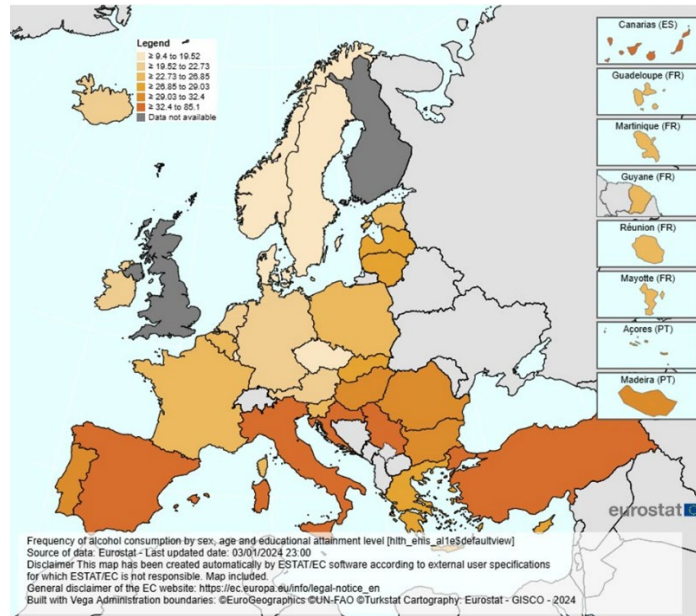 Legend
≥ 9.4 to 19.52
≥ 19.52 to 22.73
≥ 22.73 to 26.85
≥ 26.85 to 29.03
≥ 29.03 to 32.4
≥ 32.4 to 85.1
Data not available
Canarias (ES)
Guadeloupe (FR)
Martinique (FR)
Guyane (FR)
Réunion (FR)
Mayotte (FR)
Açores (PT)
Madeira (PT)
eurostat
Frequency of alcohol consumption by sex, age and educational attainment level [hlth_ehis_al1e$defaultview]
Source of data: Eurostat - Last updated date: 03/01/2024 23:00
Disclaimer This map has been created automatically by ESTAT/EC software according to external user specifications
for which ESTAT/EC is not responsible. Map included.
General disclaimer of the EC website: https://ec.europa.eu/info/legal-notice_en
Built with Vega Administration boundaries: ©EuroGeographics ©UN-FAO ©Turkstat Cartography: Eurostat - GISCO - 2024